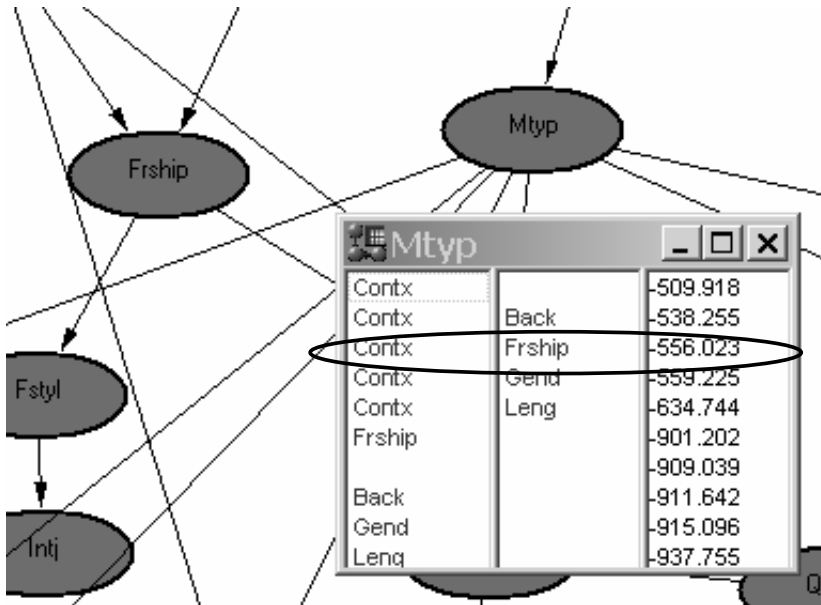 Mtyp
Frship
Mtyp
Contx -509.918
Contx Back -538.255
Contx Frship -556.023
Contx Gend -559.225
Contx Leng -634.744
Frship -901.202
-909.039
Back -911.642
Gend -915.096
Leng -937.755
Fstyl
Intj
Q